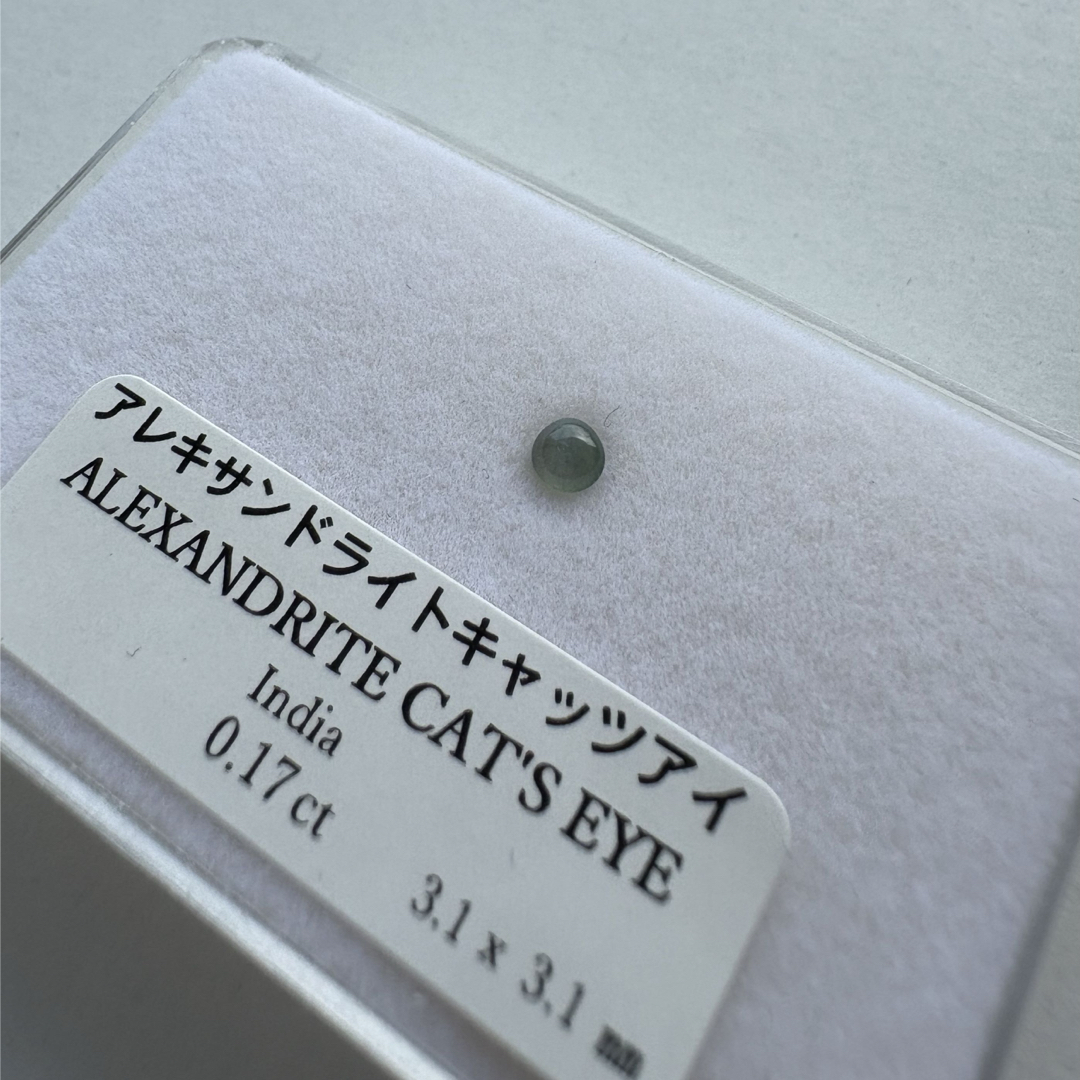 アレキサンドライトキャッツアイ
ALEXANDRITE CAT'S EYE
India
0.17 ct
3.1 x 3.1 mm